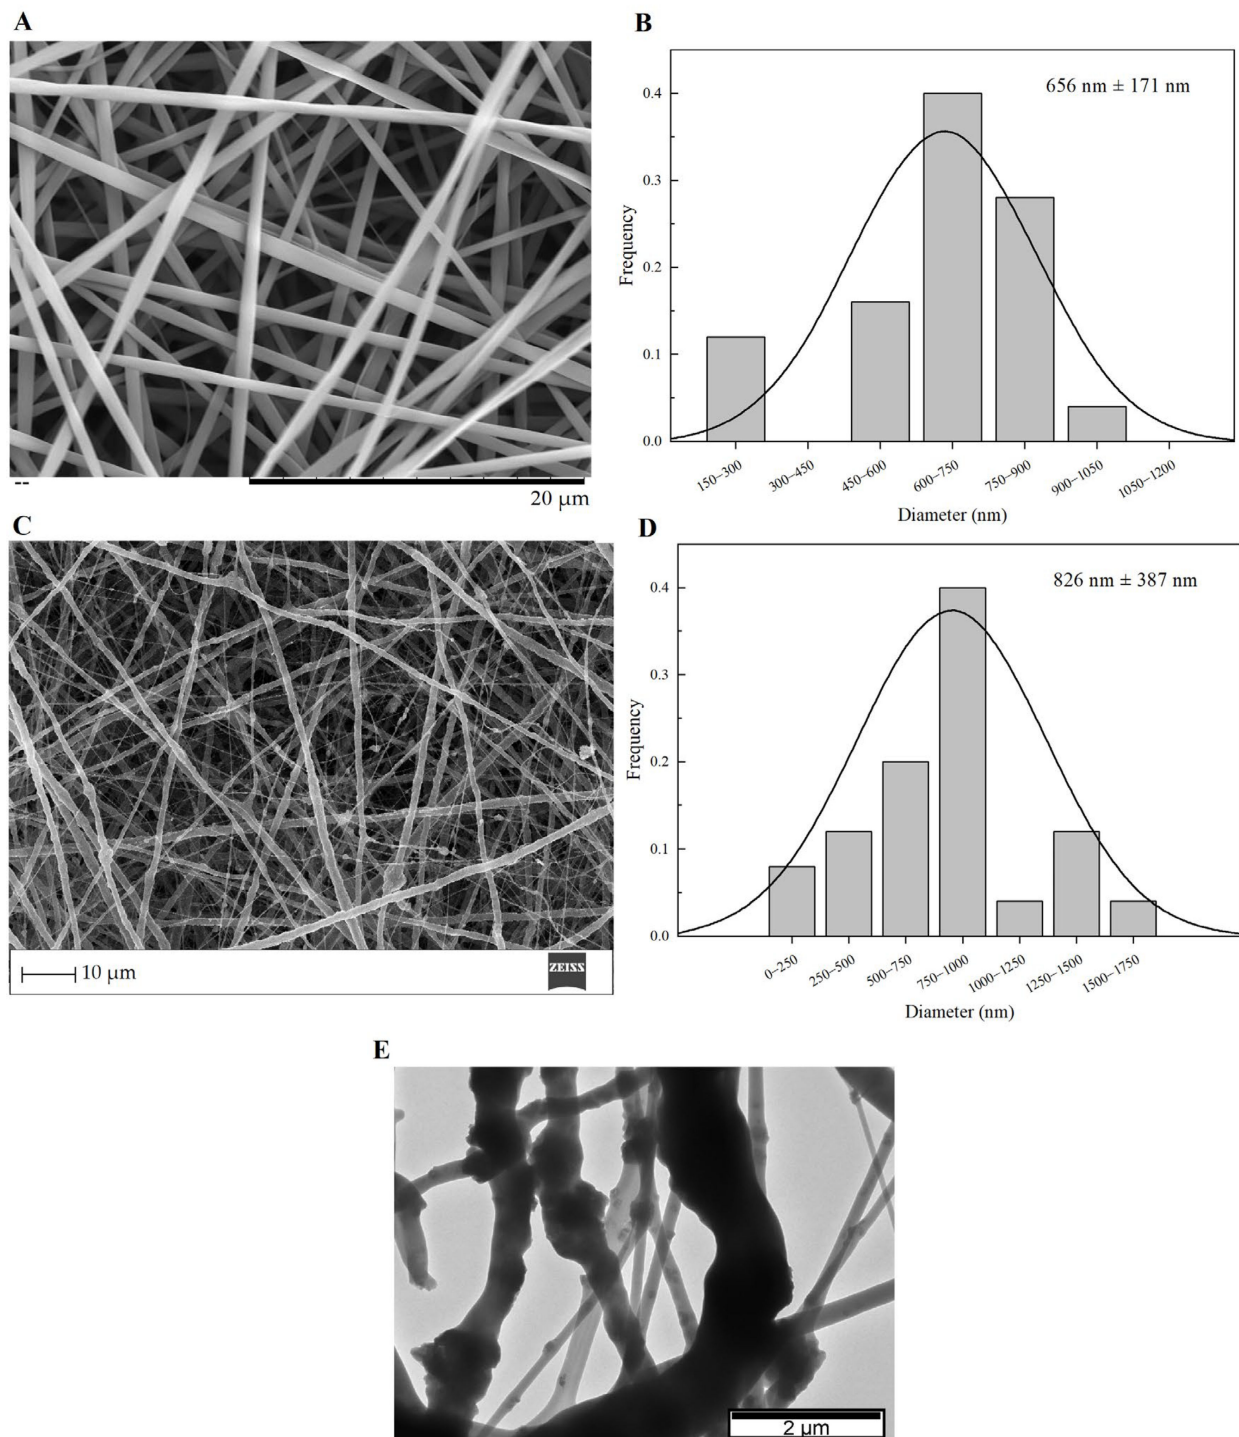 A
20 µm
B
656 nm ± 171 nm
Frequency
0.4
0.3
0.2
0.1
0.0
150–300
300–450
450–600
600–750
750–900
900–1050
1050–1200
Diameter (nm)
C
10 µm
ZEISS
D
826 nm ± 387 nm
Frequency
0.4
0.3
0.2
0.1
0.0
0–250
250–500
500–750
750–1000
1000–1250
1250–1500
1500–1750
Diameter (nm)
E
2 µm